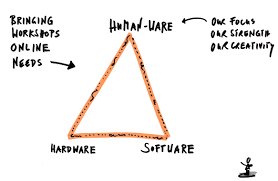 BRINGING
WORKSHOPS
ONLINE
NEEDS
HUMAN-WARE
OUR FOCUS
OUR STRENGTH
OUR CREATIVITY
HARDWARE
SOFTWARE